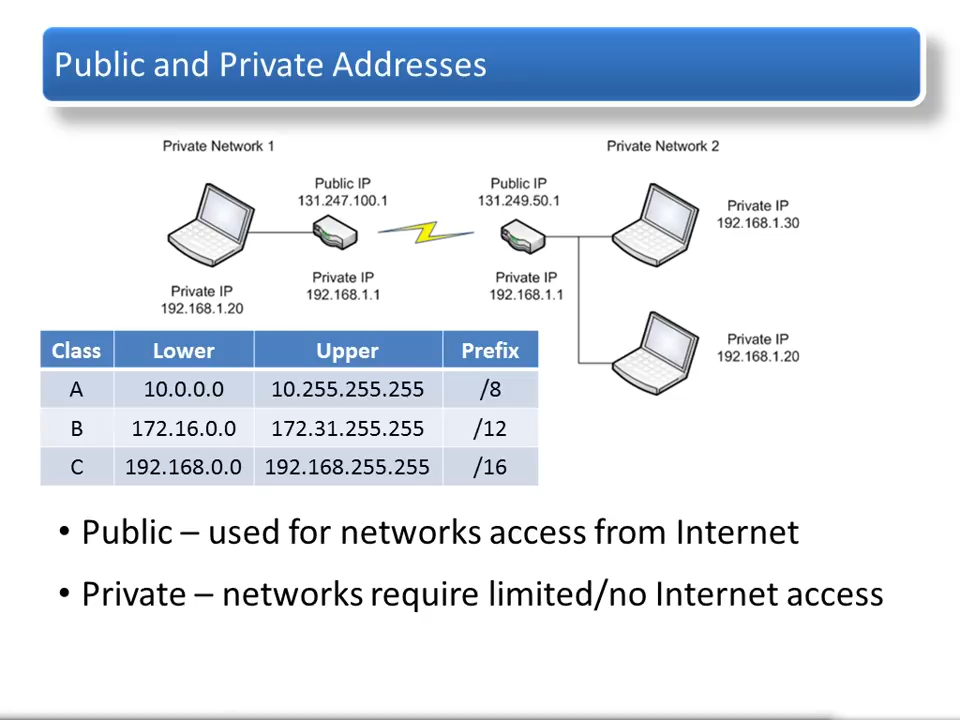 Public and Private Addresses
Private Network 1
Private Network 2
Public IP
131.247.100.1
Public IP
131.249.50.1
Private IP
192.168.1.30
Private IP
192.168.1.20
Private IP
192.168.1.1
Private IP
192.168.1.1
Private IP
192.168.1.20
Class Lower Upper Prefix
A 10.0.0.0 10.255.255.255 /8
B 172.16.0.0 172.31.255.255 /12
C 192.168.0.0 192.168.255.255 /16
• Public – used for networks access from Internet
• Private – networks require limited/no Internet access